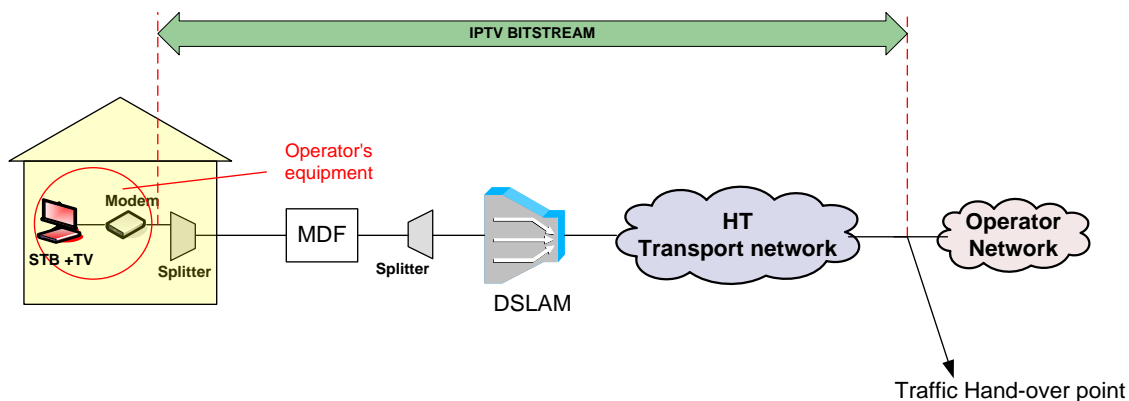 IPTV BITSTREAM
Operator's
equipment
Modem
STB +TV
Splitter
MDF
Splitter
DSLAM
HT
Transport network
Operator
Network
Traffic Hand-over point